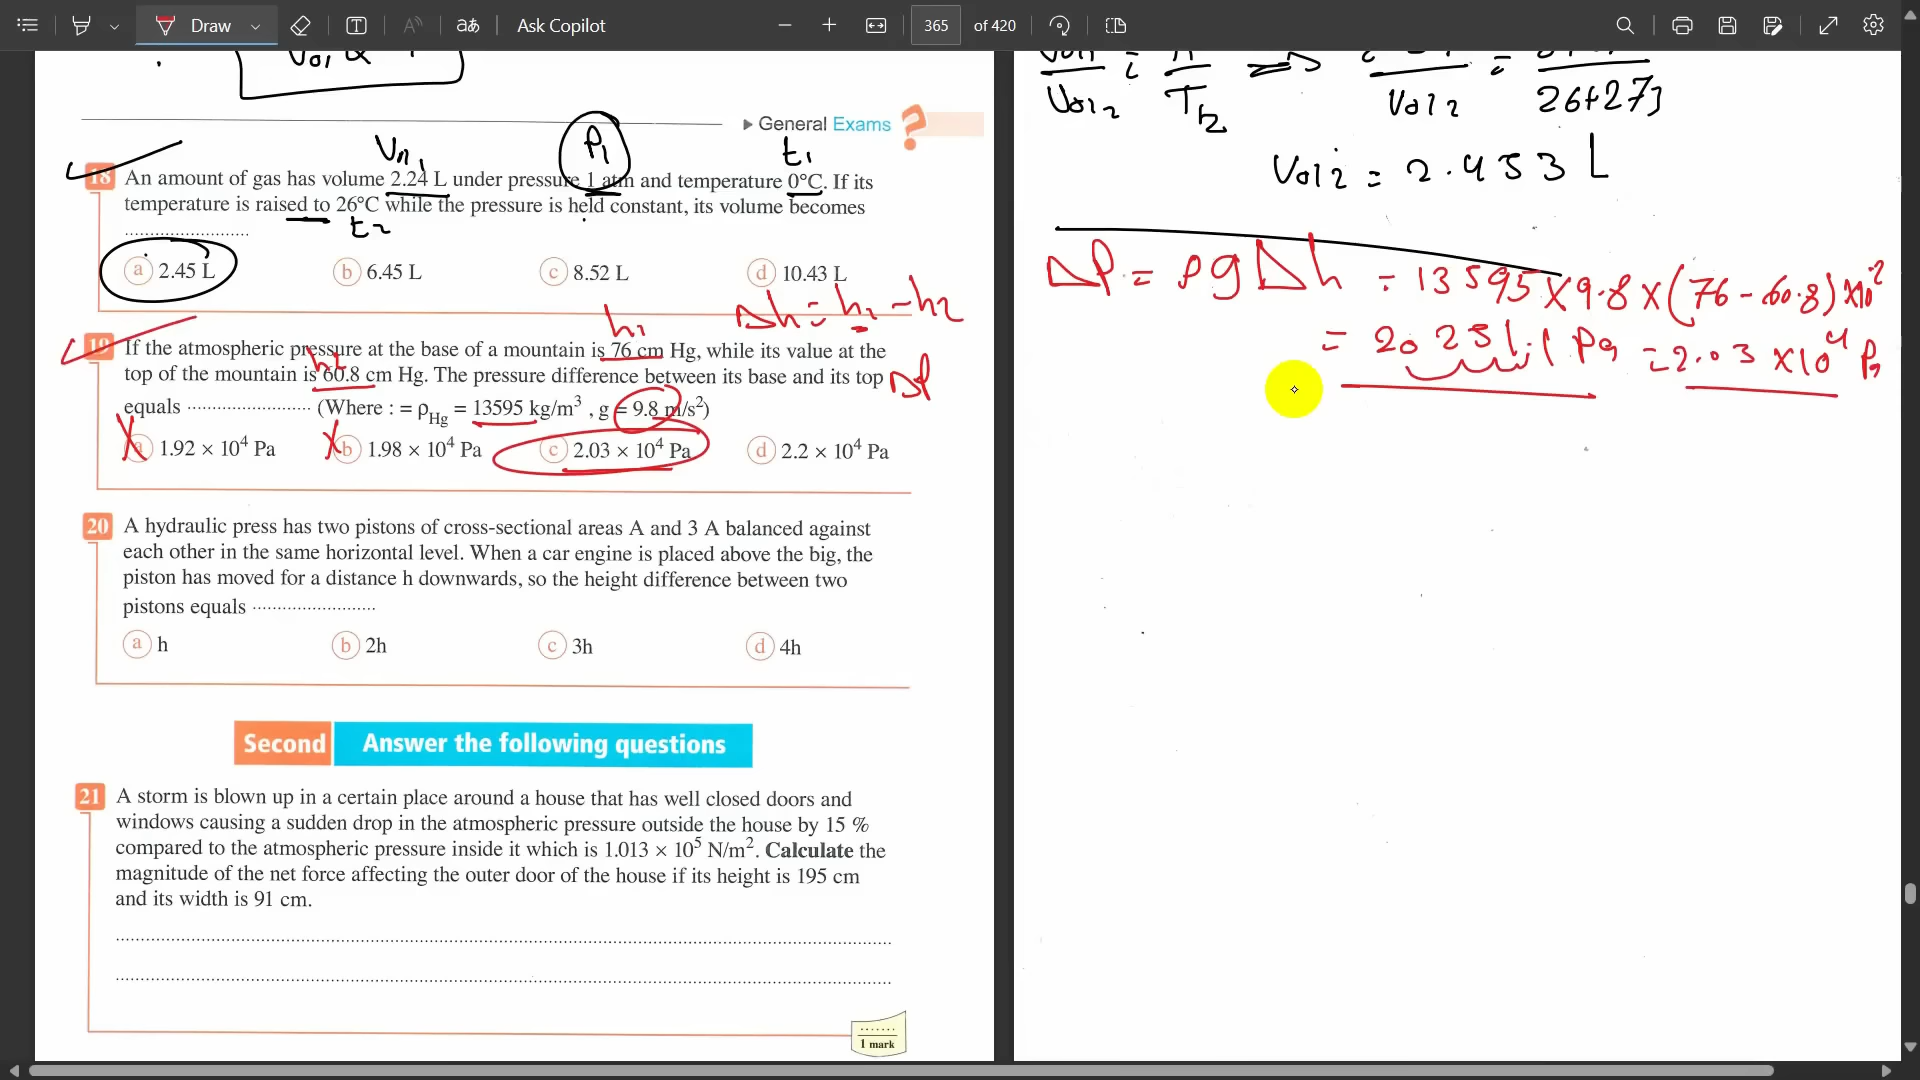 Draw
Ask Copilot
365 of 420
General Exams ?
Vol1 P1 t1
18 An amount of gas has volume 2.24 L under pressure 1 atm and temperature 0°C. If its
temperature is raised to 26°C while the pressure is held constant, its volume becomes
........................
t2
a 2.45 L b 6.45 L c 8.52 L d 10.43 L
h1 Δh = h1 - h2
19 If the atmospheric pressure at the base of a mountain is 76 cm Hg, while its value at the
h2
top of the mountain is 60.8 cm Hg. The pressure difference between its base and its top ΔP
equals ........................ (Where : = ρHg = 13595 kg/m³ , g = 9.8 m/s²)
a 1.92 × 10⁴ Pa b 1.98 × 10⁴ Pa c 2.03 × 10⁴ Pa d 2.2 × 10⁴ Pa
20 A hydraulic press has two pistons of cross-sectional areas A and 3 A balanced against
each other in the same horizontal level. When a car engine is placed above the big, the
piston has moved for a distance h downwards, so the height difference between two
pistons equals ........................
a h b 2h c 3h d 4h
Second Answer the following questions
21 A storm is blown up in a certain place around a house that has well closed doors and
windows causing a sudden drop in the atmospheric pressure outside the house by 15 %
compared to the atmospheric pressure inside it which is 1.013 × 10⁵ N/m². Calculate the
magnitude of the net force affecting the outer door of the house if its height is 195 cm
and its width is 91 cm.
1 mark
Vol2 T2 Vol2 26+273
Vol2 = 2.453 L
ΔP = ρgΔh = 13595 × 9.8 × (76 - 60.8) × 10⁻²
= 20251.1 Pa = 2.03 × 10⁴ Pa